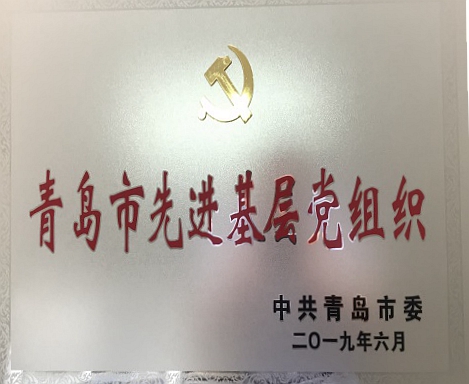 青岛市先进基层党组织
中共青岛市委
二〇一九年六月